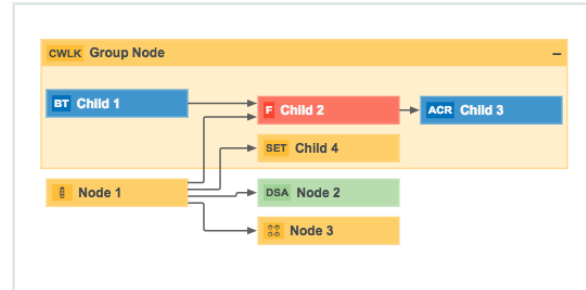 CWLK Group Node
BT Child 1
F Child 2
ACR Child 3
SET Child 4
Node 1
DSA Node 2
Node 3